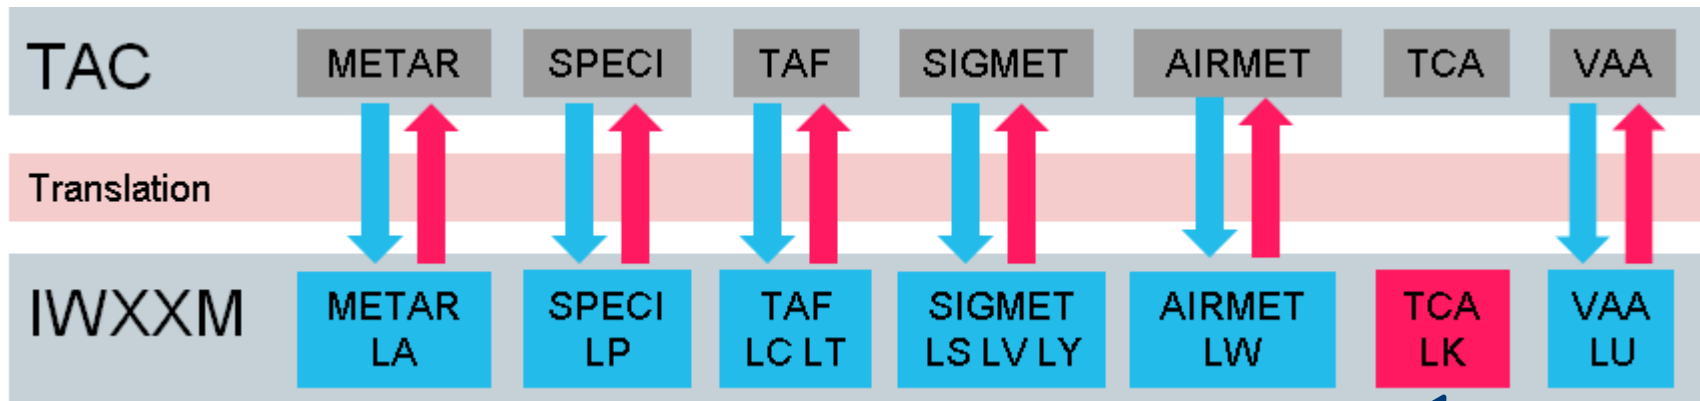 TAC METAR SPECI TAF SIGMET AIRMET TCA VAA
Translation
IWXXM
METAR
LA
SPECI
LP
TAF
LC LT
SIGMET
LS LV LY
AIRMET
LW
TCA
LK
VAA
LU